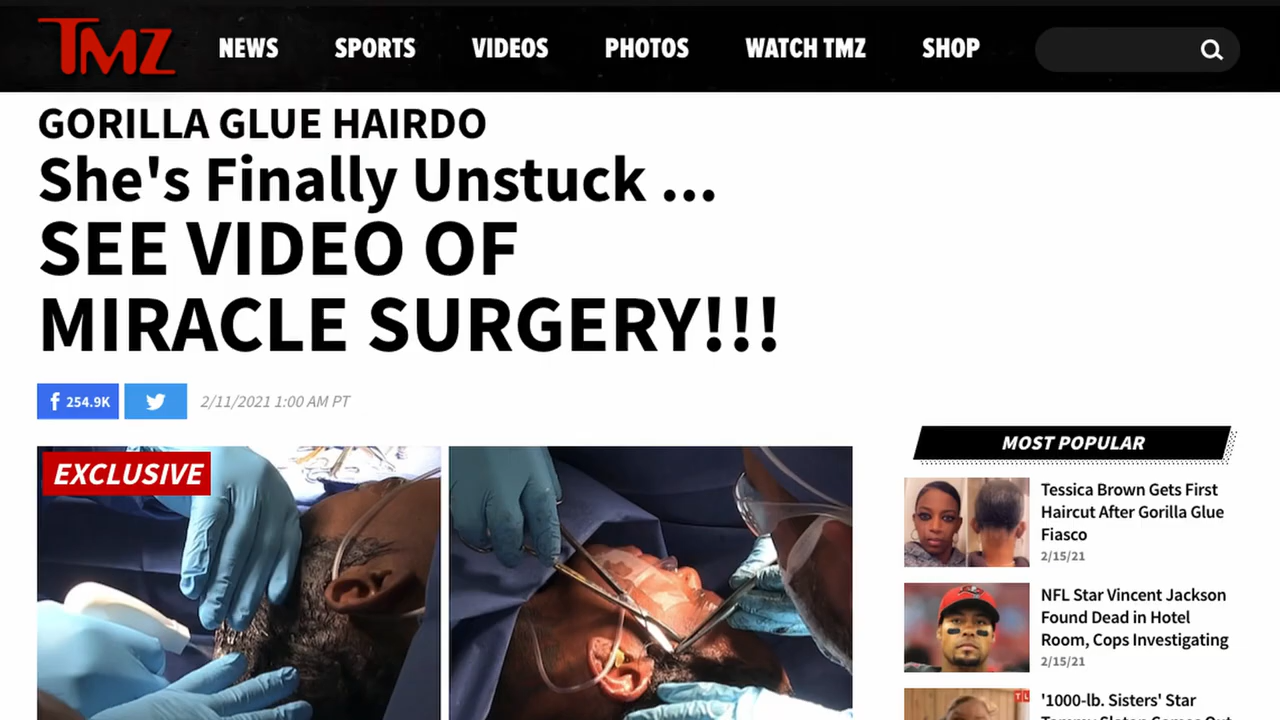 TMZ
NEWS
SPORTS
VIDEOS
PHOTOS
WATCH TMZ
SHOP
GORILLA GLUE HAIRDO
She's Finally Unstuck ...
SEE VIDEO OF
MIRACLE SURGERY!!!
f 254.9K
2/11/2021 1:00 AM PT
EXCLUSIVE
MOST POPULAR
Tessica Brown Gets First
Haircut After Gorilla Glue
Fiasco
2/15/21
NFL Star Vincent Jackson
Found Dead in Hotel
Room, Cops Investigating
2/15/21
'1000-lb. Sisters' Star